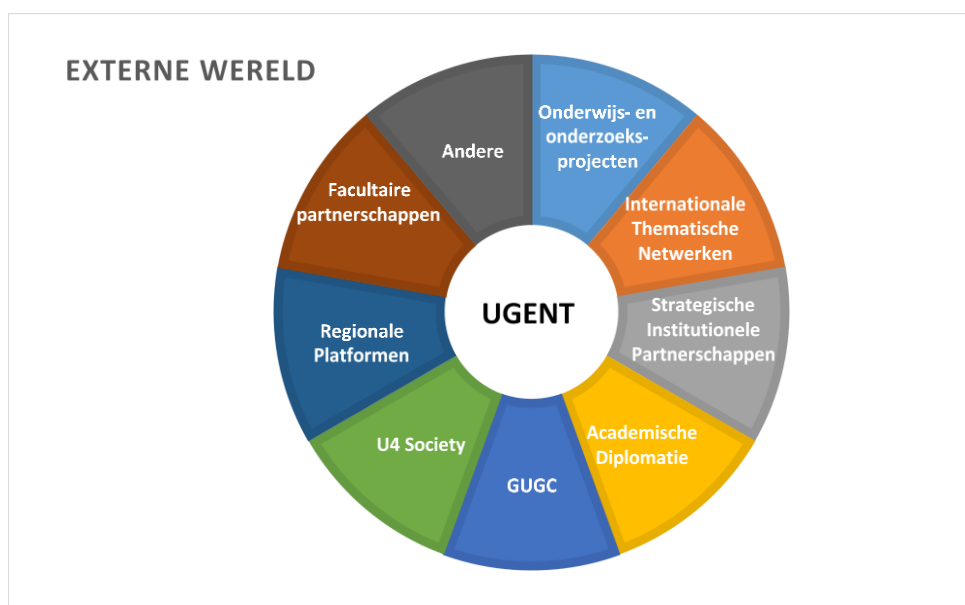 EXTERNE WERELD
Onderwijs- en
onderzoeks-
projecten
Internationale
Thematische
Netwerken
Strategische
Institutionele
Partnerschappen
Academische
Diplomatie
GUGC
U4 Society
Regionale
Platformen
Facultaire
partnerschappen
Andere
UGENT